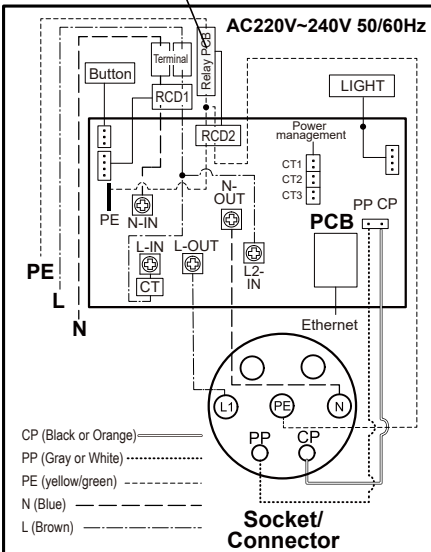 AC220V~240V 50/60Hz
Terminal
Relay PCB
Button
RCD1
LIGHT
RCD2
Power
management
CT1
CT2
CT3
PE
N-IN
N-
OUT
PP CP
L-IN
L-OUT
PCB
CT
L2-
IN
PE
L
N
Ethernet
L1
PE
N
PP
CP
CP (Black or Orange)
PP (Gray or White)
PE (yellow/green)
N (Blue)
L (Brown)
Socket/
Connector